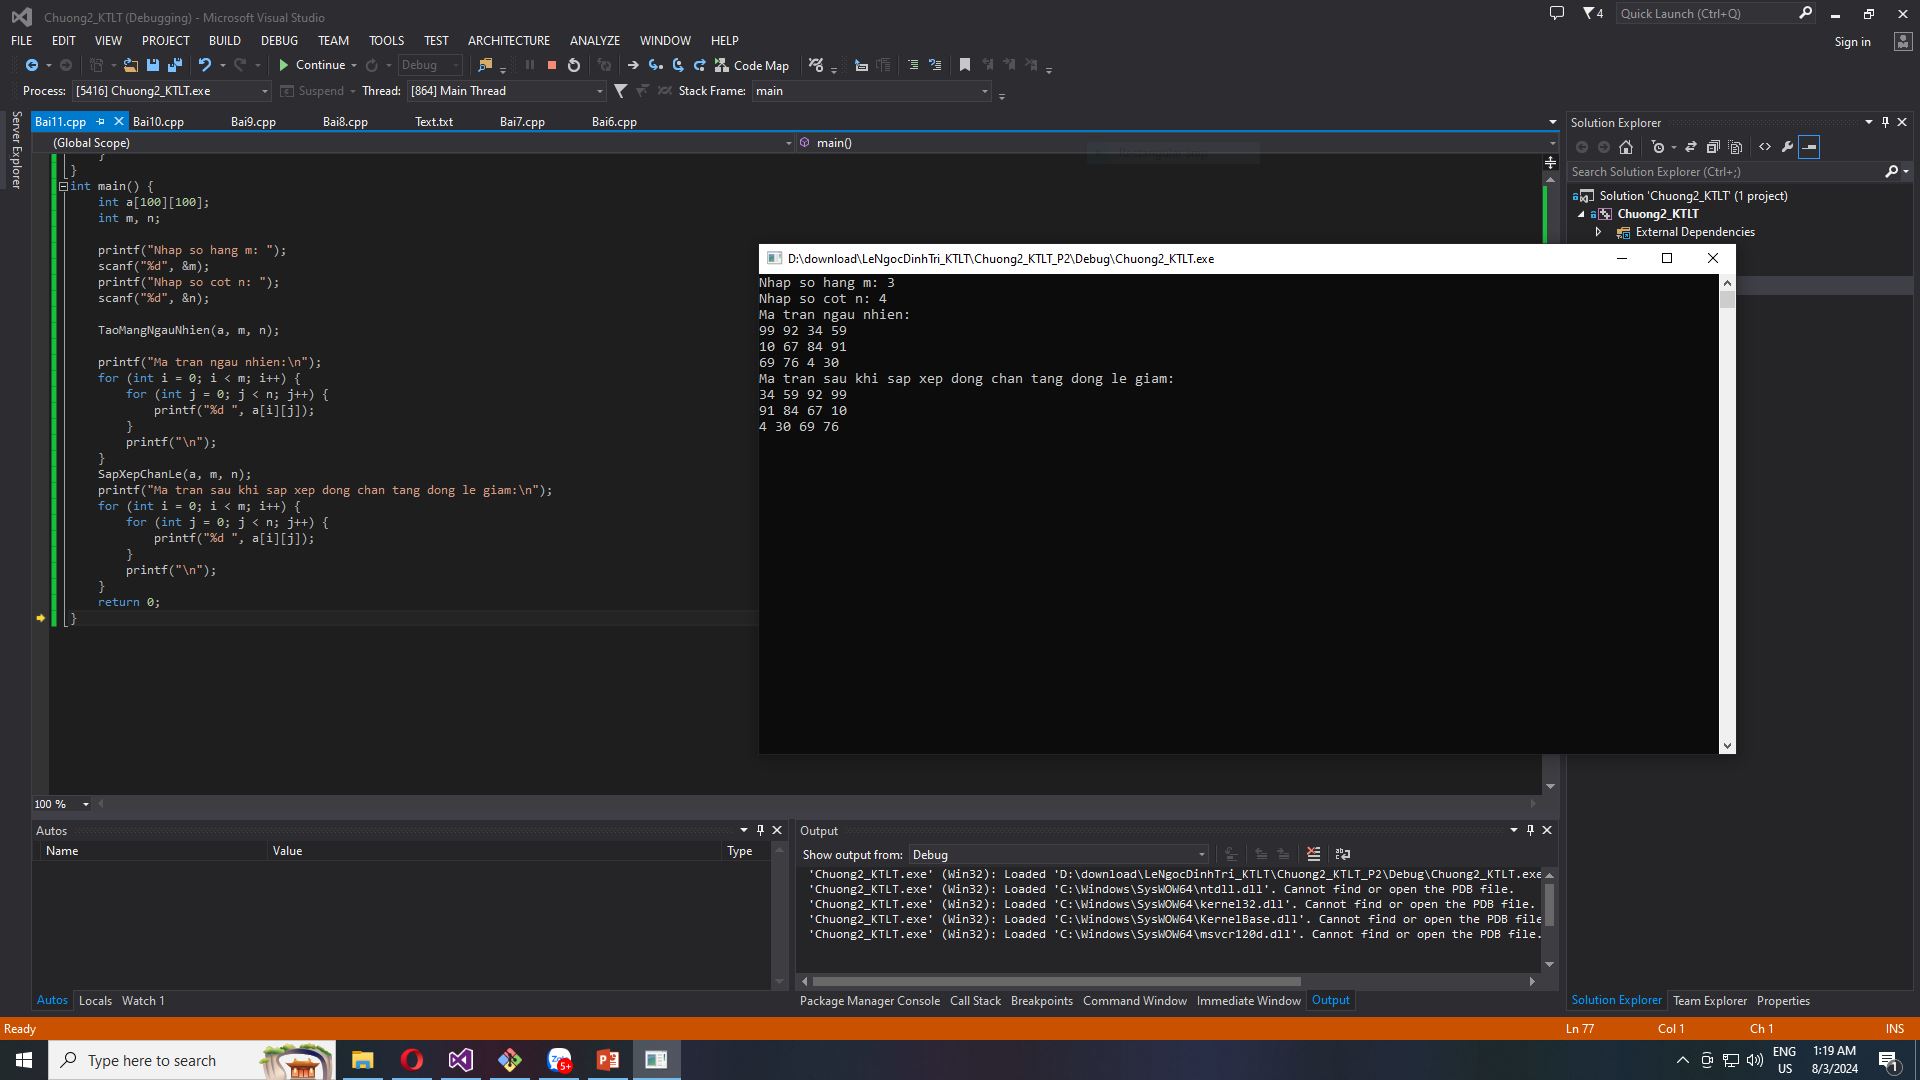 Chuong2_KTLT (Debugging) - Microsoft Visual Studio
4
Quick Launch (Ctrl+Q)
FILE EDIT VIEW PROJECT BUILD DEBUG TEAM TOOLS TEST ARCHITECTURE ANALYZE WINDOW HELP
Sign in
Continue Debug Code Map
Process: [5416] Chuong2_KTLT.exe Suspend Thread: [864] Main Thread Stack Frame: main
Server Explorer
Bai11.cpp Bai10.cpp Bai9.cpp Bai8.cpp Text.txt Bai7.cpp Bai6.cpp
(Global Scope) main()
}
}
int main() {
int a[100][100];
int m, n;
printf("Nhap so hang m: ");
scanf("%d", &m);
printf("Nhap so cot n: ");
scanf("%d", &n);
TaoMangNgauNhien(a, m, n);
printf("Ma tran ngau nhien:\n");
for (int i = 0; i < m; i++) {
for (int j = 0; j < n; j++) {
printf("%d ", a[i][j]);
}
printf("\n");
}
SapXepChanLe(a, m, n);
printf("Ma tran sau khi sap xep dong chan tang dong le giam:\n");
for (int i = 0; i < m; i++) {
for (int j = 0; j < n; j++) {
printf("%d ", a[i][j]);
}
printf("\n");
}
return 0;
}
100 %
D:\download\LeNgocDinhTri_KTLT\Chuong2_KTLT_P2\Debug\Chuong2_KTLT.exe
Nhap so hang m: 3
Nhap so cot n: 4
Ma tran ngau nhien:
99 92 34 59
10 67 84 91
69 76 4 30
Ma tran sau khi sap xep dong chan tang dong le giam:
34 59 92 99
91 84 67 10
4 30 69 76
Solution Explorer
Search Solution Explorer (Ctrl+;)
Solution 'Chuong2_KTLT' (1 project)
Chuong2_KTLT
External Dependencies
Autos
Name Value Type
Autos Locals Watch 1
Output
Show output from: Debug
'Chuong2_KTLT.exe' (Win32): Loaded 'D:\download\LeNgocDinhTri_KTLT\Chuong2_KTLT_P2\Debug\Chuong2_KTLT.exe
'Chuong2_KTLT.exe' (Win32): Loaded 'C:\Windows\SysWOW64\ntdll.dll'. Cannot find or open the PDB file.
'Chuong2_KTLT.exe' (Win32): Loaded 'C:\Windows\SysWOW64\kernel32.dll'. Cannot find or open the PDB file.
'Chuong2_KTLT.exe' (Win32): Loaded 'C:\Windows\SysWOW64\KernelBase.dll'. Cannot find or open the PDB file
'Chuong2_KTLT.exe' (Win32): Loaded 'C:\Windows\SysWOW64\msvcr120d.dll'. Cannot find or open the PDB file.
Package Manager Console Call Stack Breakpoints Command Window Immediate Window Output
Solution Explorer Team Explorer Properties
Ready Ln 77 Col 1 Ch 1 INS
Type here to search
5+
ENG
US
1:19 AM
8/3/2024
1